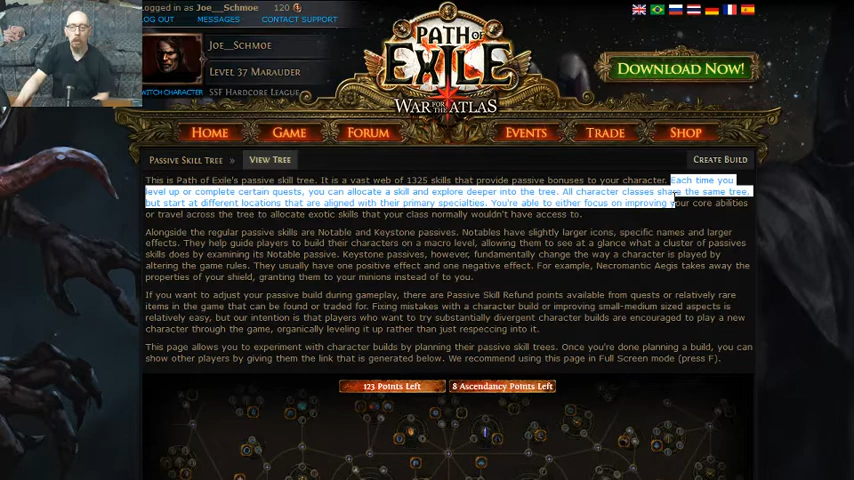 Logged in as Joe__Schmoe 120
LOG OUT MESSAGES CONTACT SUPPORT
JOE__SCHMOE
LEVEL 37 MARAUDER
SWITCH CHARACTER SSF HARDCORE LEAGUE
PATH OF
EXILE
WAR FOR THE ATLAS
DOWNLOAD NOW!
HOME GAME FORUM EVENTS TRADE SHOP
PASSIVE SKILL TREE » VIEW TREE CREATE BUILD
This is Path of Exile's passive skill tree. It is a vast web of 1325 skills that provide passive bonuses to your character. Each time you
level up or complete certain quests, you can allocate a skill and explore deeper into the tree. All character classes share the same tree,
but start at different locations that are aligned with their primary specialties. You're able to either focus on improving your core abilities
or travel across the tree to allocate exotic skills that your class normally wouldn't have access to.
Alongside the regular passive skills are Notable and Keystone passives. Notables have slightly larger icons, specific names and larger
effects. They help guide players to build their characters on a macro level, allowing them to see at a glance what a cluster of passives
skills does by examining its Notable passive. Keystone passives, however, fundamentally change the way a character is played by
altering the game rules. They usually have one positive effect and one negative effect. For example, Necromantic Aegis takes away the
properties of your shield, granting them to your minions instead of to you.
If you want to adjust your passive build during gameplay, there are Passive Skill Refund points available from quests or relatively rare
items in the game that can be found or traded for. Fixing mistakes with a character build or improving small-medium sized aspects is
relatively easy, but our intention is that players who want to try substantially divergent character builds are encouraged to play a new
character through the game, organically leveling it up rather than just respeccing into it.
This page allows you to experiment with character builds by planning their passive skill trees. Once you're done planning a build, you can
show other players by giving them the link that is generated below. We recommend using this page in Full Screen mode (press F).
123 Points Left 8 Ascendancy Points Left